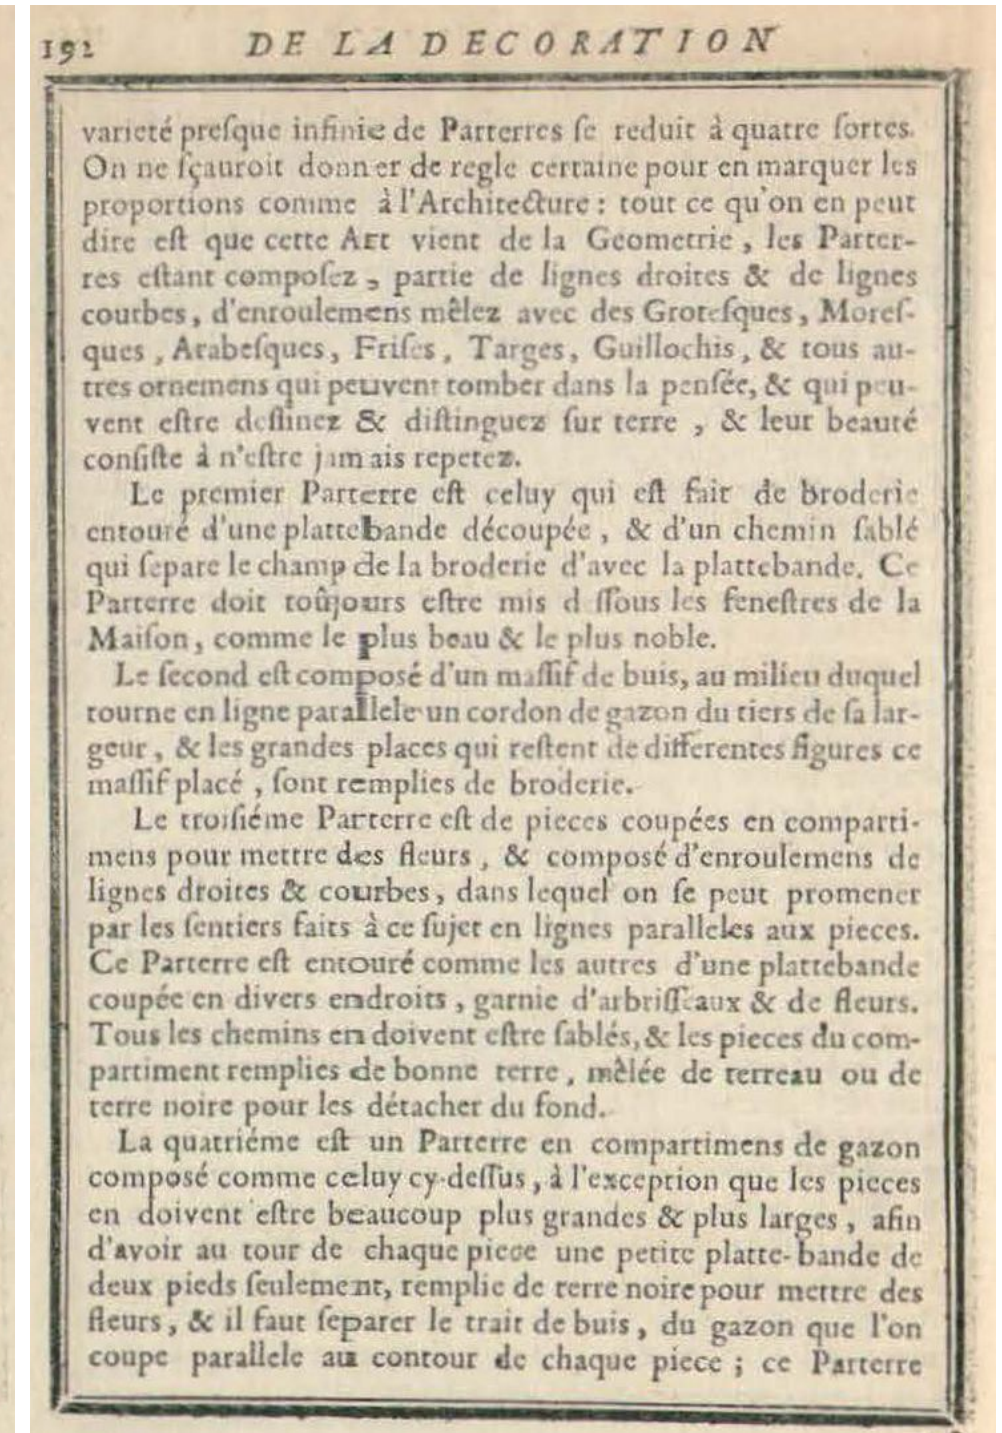 192 DE LA DECORATION
varieté preſque infinie de Parterres ſe reduit à quatre ſortes.
On ne ſçauroit donner de regle certaine pour en marquer les
proportions comme à l'Architecture : tout ce qu'on en peut
dire eſt que cette Art vient de la Geometrie, les Parter-
res eſtant compoſez, partie de lignes droites & de lignes
courbes, d'enroulemens mêlez avec des Groteſques, Moreſ-
ques, Arabeſques, Friſes, Targes, Guillochis, & tous au-
tres ornemens qui peuvent tomber dans la penſée, & qui peu-
vent eſtre deſſinez & diſtinguez ſur terre, & leur beauté
conſiſte à n'eſtre jamais repetez.
Le premier Parterre eſt celuy qui eſt fait de broderie
entouré d'une plattebande découpée, & d'un chemin ſablé
qui ſepare le champ de la broderie d'avec la plattebande. Ce
Parterre doit toûjours eſtre mis d ſſous les feneſtres de la
Maiſon, comme le plus beau & le plus noble.
Le ſecond eſt composé d'un maſſif de buis, au milieu duquel
tourne en ligne parallele un cordon de gazon du tiers de ſa lar-
geur, & les grandes places qui reſtent de differentes figures ce
maſſif placé, ſont remplies de broderie.
Le troiſiéme Parterre eſt de pieces coupées en comparti-
mens pour mettre des fleurs, & composé d'enroulemens de
lignes droites & courbes, dans lequel on ſe peut promener
par les ſentiers faits à ce ſujet en lignes paralleles aux pieces.
Ce Parterre eſt entouré comme les autres d'une plattebande
coupée en divers endroits, garnie d'arbriſſeaux & de fleurs.
Tous les chemins en doivent eſtre ſablés, & les pieces du com-
partiment remplies de bonne terre, mêlée de terreau ou de
terre noire pour les détacher du fond.
La quatriéme eſt un Parterre en compartimens de gazon
composé comme celuy cy-deſſus, à l'exception que les pieces
en doivent eſtre beaucoup plus grandes & plus larges, afin
d'avoir au tour de chaque piece une petite platte-bande de
deux pieds ſeulement, remplie de terre noire pour mettre des
fleurs, & il faut ſeparer le trait de buis, du gazon que l'on
coupe parallele au contour de chaque piece ; ce Parterre